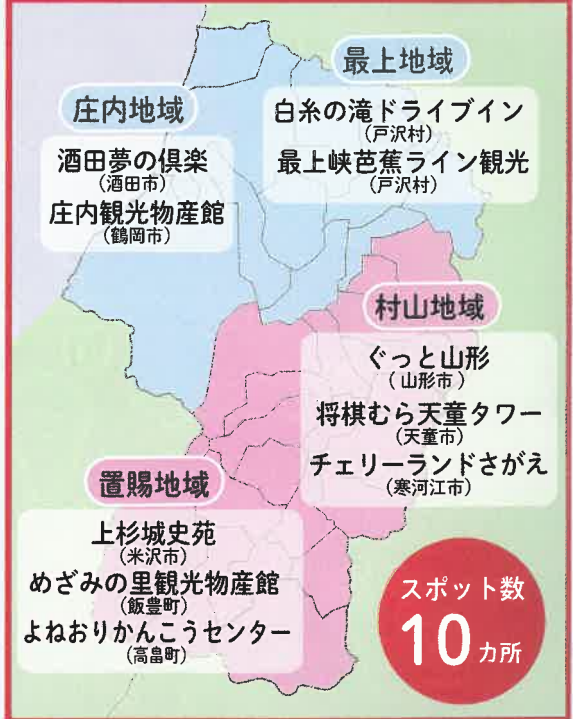 最上地域
白糸の滝ドライブイン
（戸沢村）
最上峡芭蕉ライン観光
（戸沢村）
庄内地域
酒田夢の倶楽
（酒田市）
庄内観光物産館
（鶴岡市）
村山地域
ぐっと山形
（山形市）
将棋むら天童タワー
（天童市）
チェリーランドさがえ
（寒河江市）
置賜地域
上杉城史苑
（米沢市）
めざみの里観光物産館
（飯豊町）
よねおりかんこうセンター
（高畠町）
スポット数
10カ所